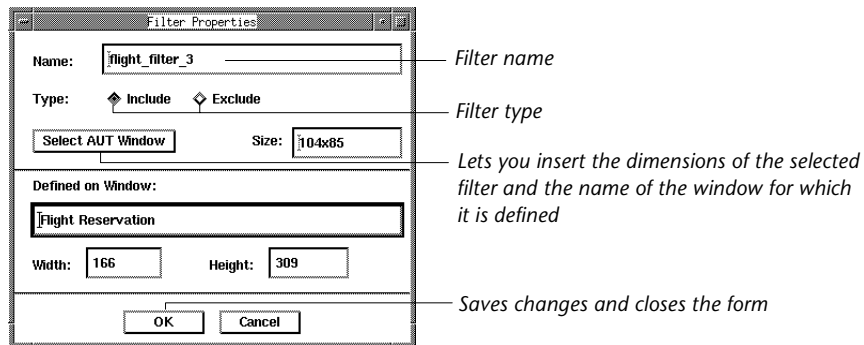 Filter Properties
Name: flight_filter_3
Filter name
Type: Include Exclude
Filter type
Select AUT Window Size: 104x85
Lets you insert the dimensions of the selected
filter and the name of the window for which
it is defined
Defined on Window:
Flight Reservation
Width: 166 Height: 309
Saves changes and closes the form
OK Cancel